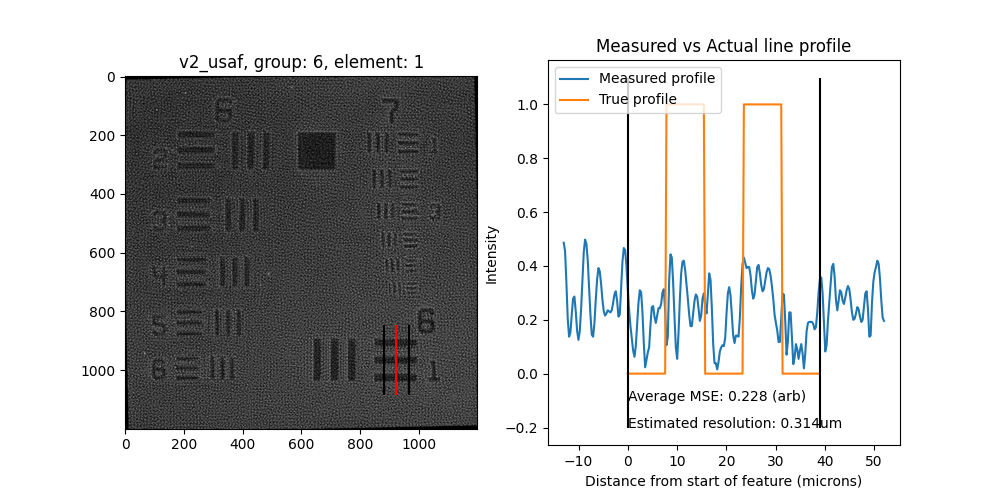 v2_usaf, group: 6, element: 1
0
200
400
600
800
1000
0 200 400 600 800 1000
6 7
2 1
3 3
4
5 6
6 1
Measured vs Actual line profile
Measured profile
True profile
Intensity
1.0
0.8
0.6
0.4
0.2
0.0
−0.2
Average MSE: 0.228 (arb)
Estimated resolution: 0.314um
−10 0 10 20 30 40 50
Distance from start of feature (microns)